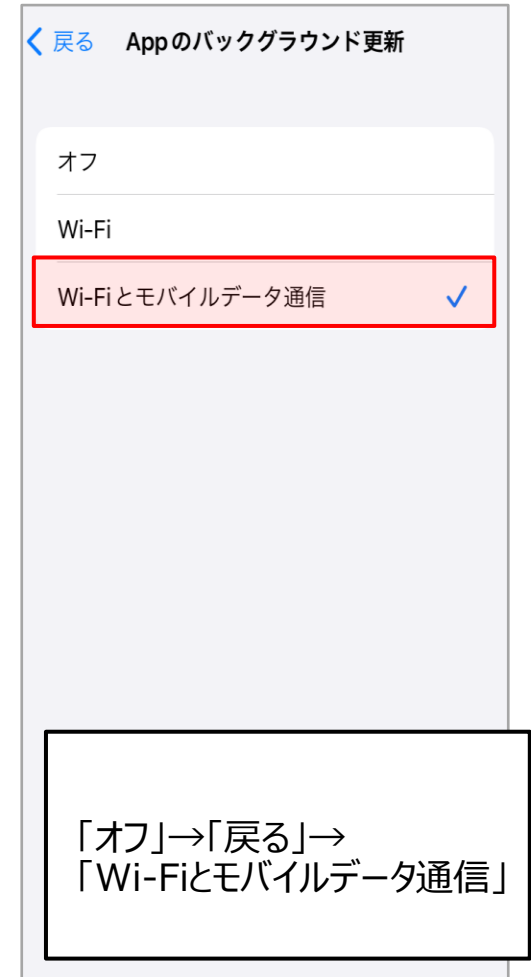 戻る Appのバックグラウンド更新
オフ
Wi-Fi
Wi-Fiとモバイルデータ通信
「オフ」→「戻る」→
「Wi-Fiとモバイルデータ通信」